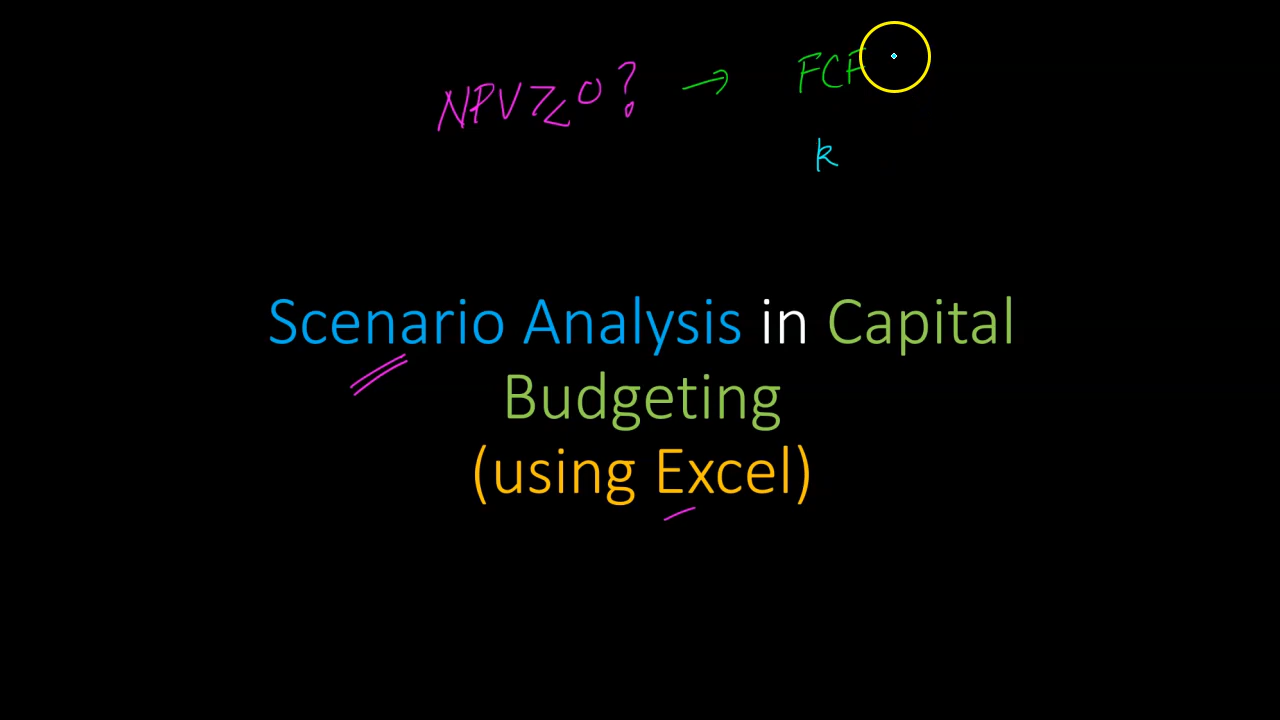 NPV ≥ 0? → FCF
k
Scenario Analysis in Capital
Budgeting
(using Excel)